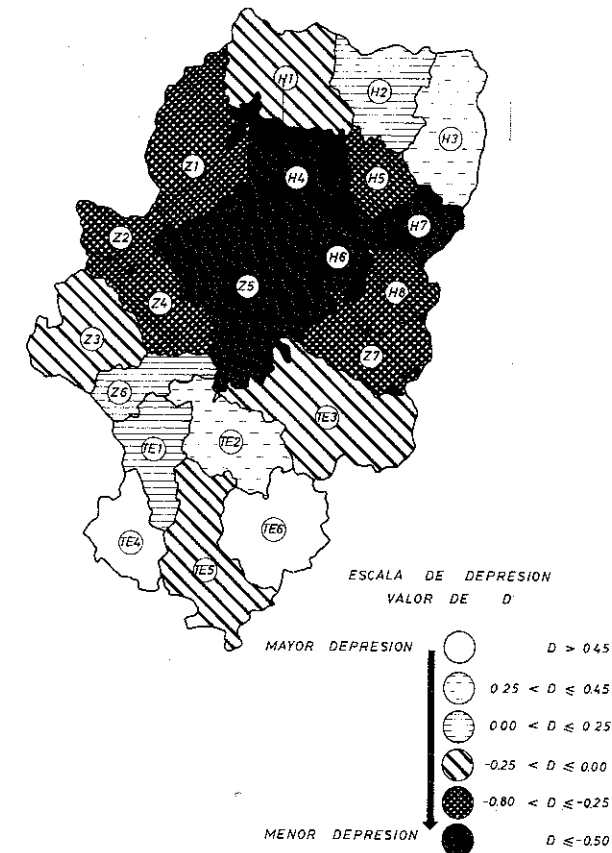 H1
H2
H3
Z1
H4
H5
H7
Z2
H6
Z5
H8
Z4
Z3
Z7
Z6
TE3
TE1
TE2
TE6
TE4
TE5
ESCALA DE DEPRESION
VALOR DE D
MAYOR DEPRESION
D > 0.45
0.25 < D ≤ 0.45
0.00 < D ≤ 0.25
-0.25 < D ≤ 0.00
-0.80 < D ≤ -0.25
MENOR DEPRESION
D ≤ -0.50